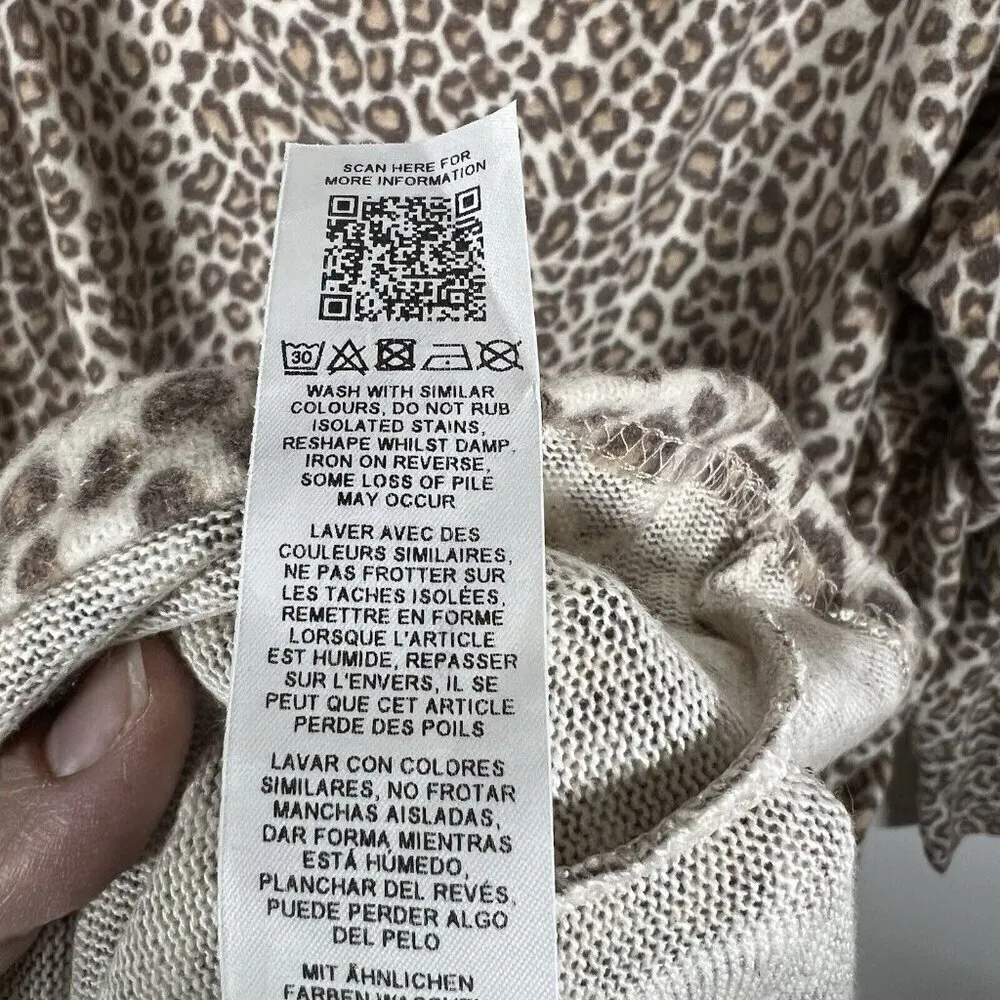 SCAN HERE FOR
MORE INFORMATION
30
WASH WITH SIMILAR
COLOURS, DO NOT RUB
ISOLATED STAINS,
RESHAPE WHILST DAMP,
IRON ON REVERSE,
SOME LOSS OF PILE
MAY OCCUR
LAVER AVEC DES
COULEURS SIMILAIRES,
NE PAS FROTTER SUR
LES TACHES ISOLÉES,
REMETTRE EN FORME
LORSQUE L'ARTICLE
EST HUMIDE, REPASSER
SUR L'ENVERS, IL SE
PEUT QUE CET ARTICLE
PERDE DES POILS
LAVAR CON COLORES
SIMILARES, NO FROTAR
MANCHAS AISLADAS,
DAR FORMA MIENTRAS
ESTÁ HÚMEDO,
PLANCHAR DEL REVÉS,
PUEDE PERDER ALGO
DEL PELO
MIT ÄHNLICHEN
FARBEN